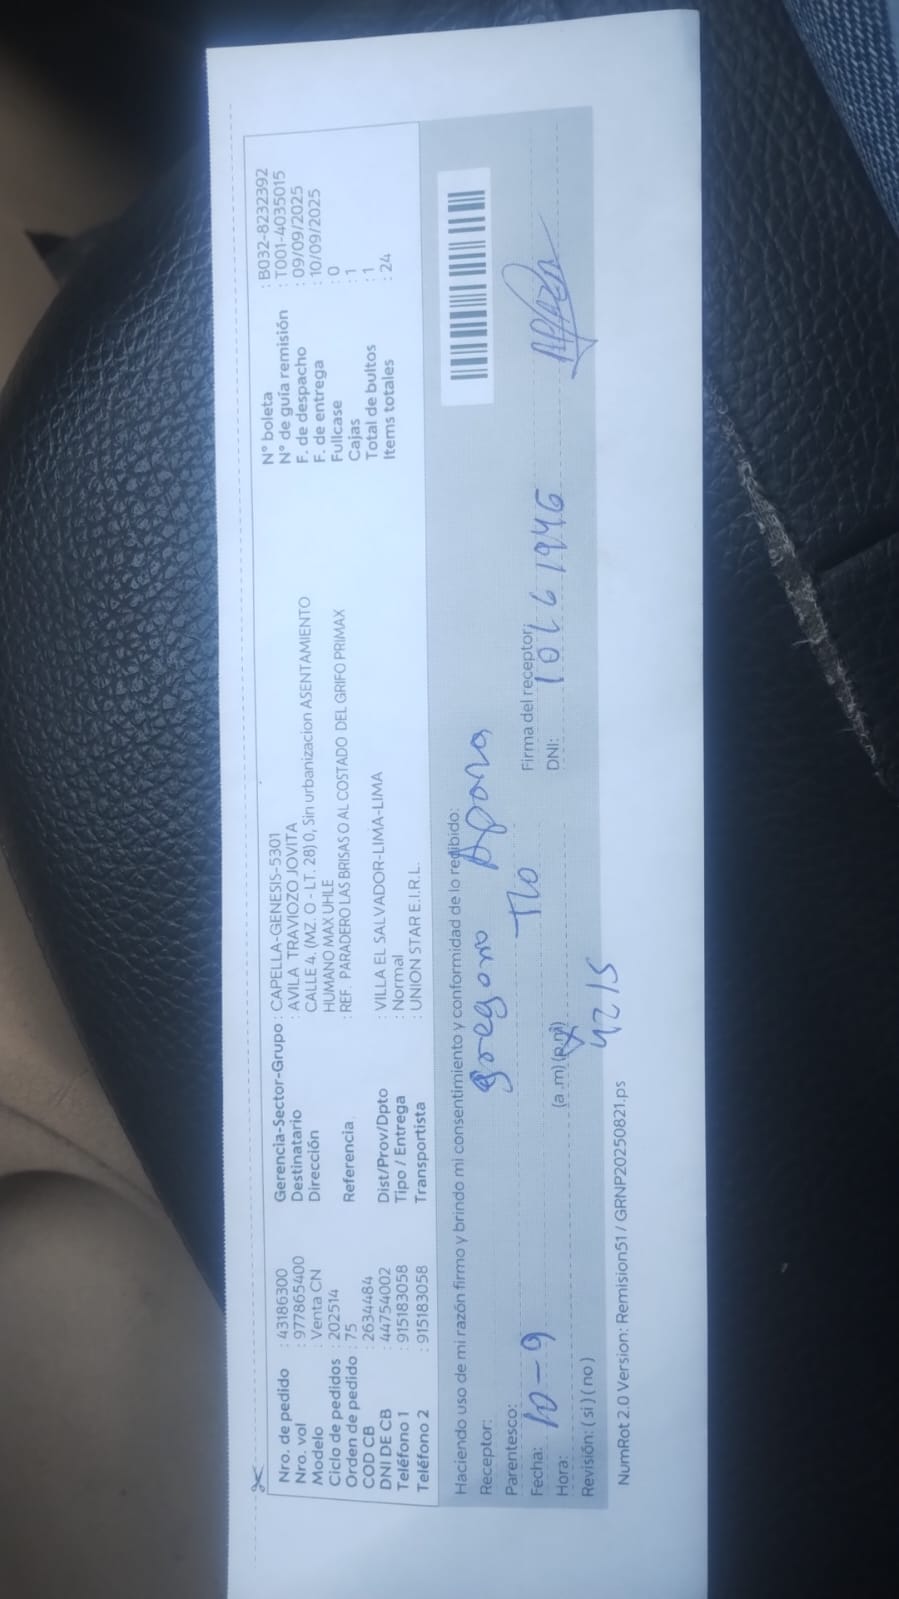 Nro. de pedido : 43186300
Nro. vol : 977865400
Modelo : Venta CN
Ciclo de pedidos : 202514
Orden de pedido : 75
COD CB : 2634484
DNI DE CB : 44754002
Teléfono 1 : 915183058
Teléfono 2 : 915183058
Gerencia-Sector-Grupo : CAPELLA-GENESIS-5301
Destinatario : AVILA TRAVIOZO JOVITA
Dirección : CALLE 4. (MZ. O - LT. 28) 0, Sin urbanizacion ASENTAMIENTO
HUMANO MAX UHLE
Referencia : REF. PARADERO LAS BRISAS O AL COSTADO DEL GRIFO PRIMAX
Dist/Prov/Dpto : VILLA EL SALVADOR-LIMA-LIMA
Tipo / Entrega : Normal
Transportista : UNION STAR E.I.R.L.
N° boleta : B032-8232392
N° de guía remisión : T001-4035015
F. de despacho : 09/09/2025
F. de entrega : 10/09/2025
Fullcase : 0
Cajas : 1
Total de bultos : 1
Items totales : 24
Haciendo uso de mi razón firmo y brindo mi consentimiento y conformidad de lo recibido:
Receptor: Gregorio Apara
Parentesco: TIO
Firma del receptor:
Fecha: 10-9
DNI: 10161946
Hora: (a .m) (p.m)
4215
Revisión: ( si ) ( no )
NumRot 2.0 Version: Remision51 / GRNP20250821.ps